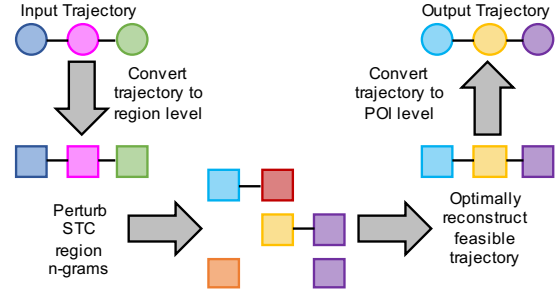 Input Trajectory
Output Trajectory
Convert
trajectory to
region level
Convert
trajectory to
POI level
Perturb
STC
region
n-grams
Optimally
reconstruct
feasible
trajectory